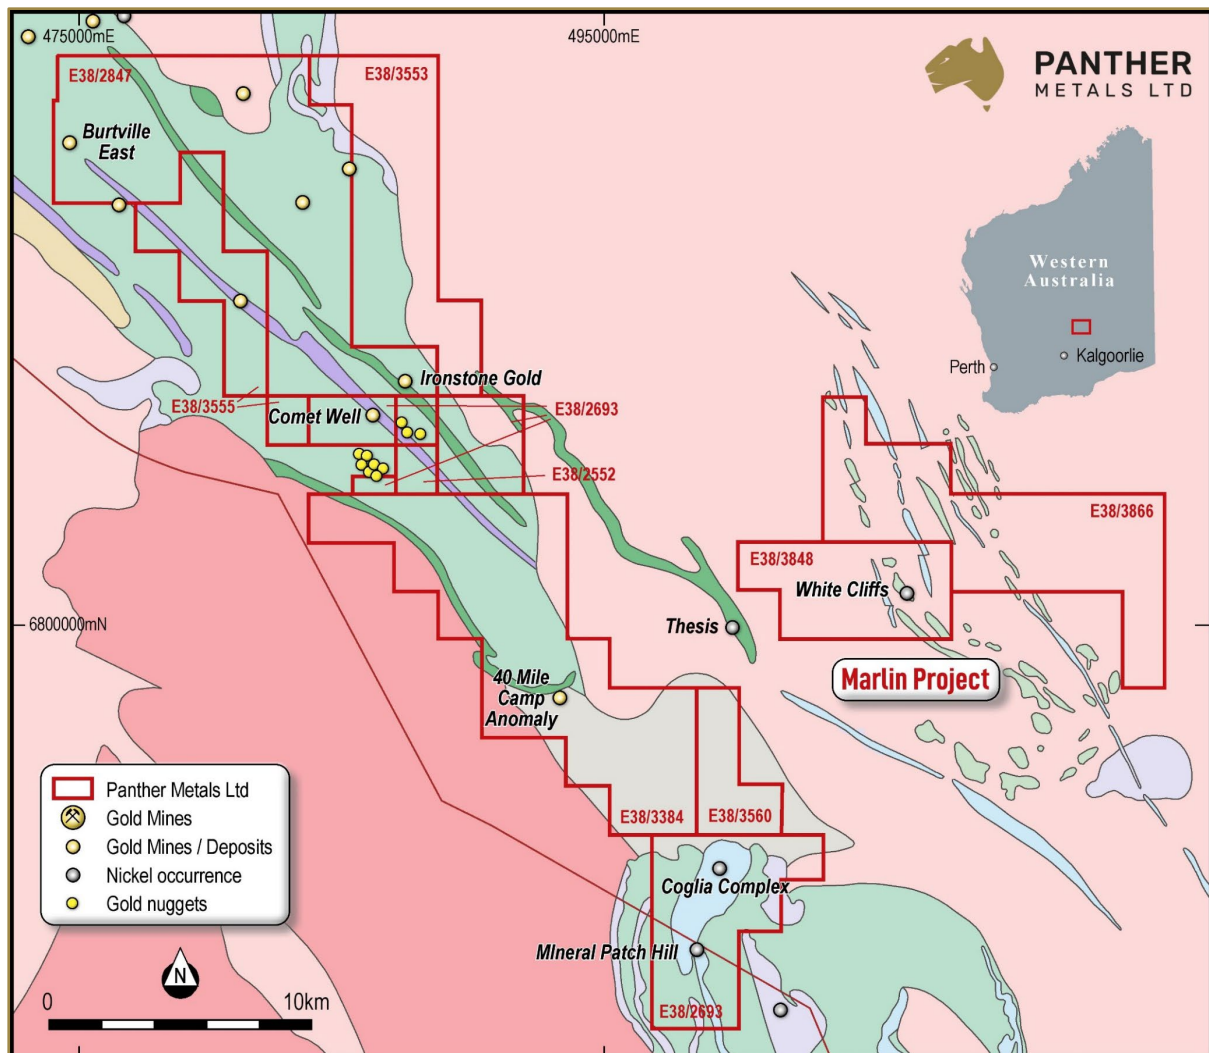 475000mE
495000mE
PANTHER
METALS LTD
E38/2847
E38/3553
Burtville
East
Western
Australia
Perth
Kalgoorlie
Ironstone Gold
E38/3555
Comet Well
E38/2693
E38/2552
E38/3866
E38/3848
White Cliffs
6800000mN
Thesis
Marlin Project
40 Mile
Camp
Anomaly
E38/3384
E38/3560
Coglia Complex
MIneral Patch Hill
E38/2693
Panther Metals Ltd
Gold Mines
Gold Mines / Deposits
Nickel occurrence
Gold nuggets
N
0
10km